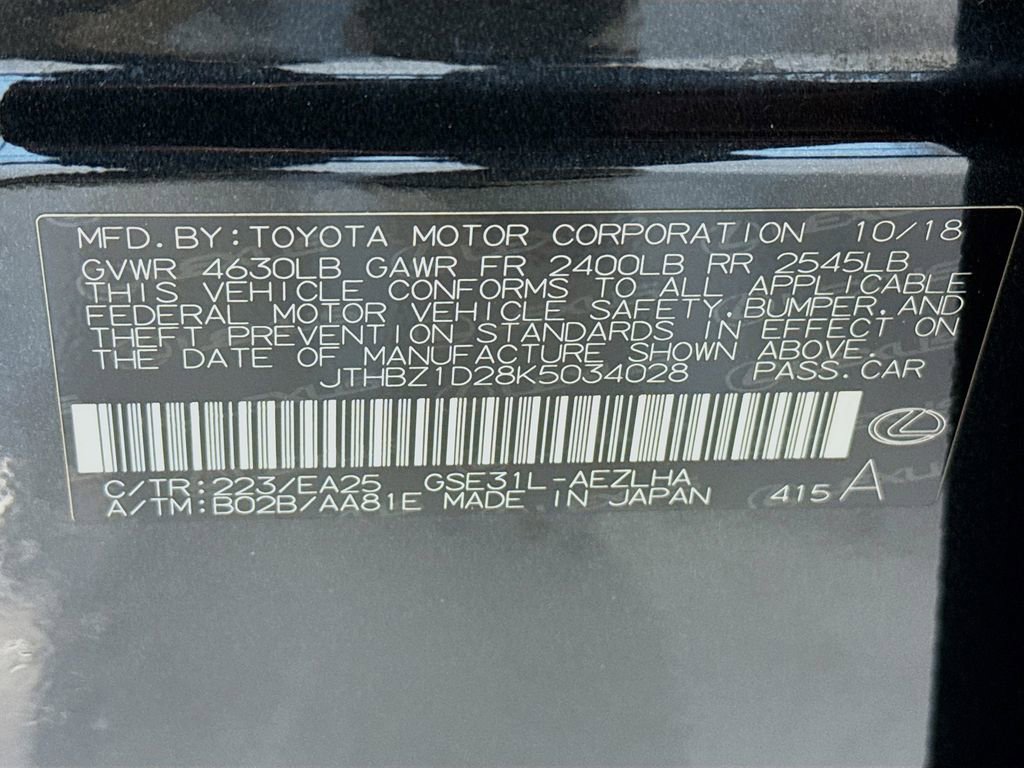 MFD.BY:TOYOTA MOTOR CORPORATION 10/18
GVWR 4630LB GAWR FR 2400LB RR 2545LB
THIS VEHICLE CONFORMS TO ALL APPLICABLE
FEDERAL MOTOR VEHICLE SAFETY,BUMPER,AND
THEFT PREVENTION STANDARDS IN EFFECT ON
THE DATE OF MANUFACTURE SHOWN ABOVE.
JTHBZ1D28K5034028 PASS.CAR
C/TR:223/EA25 GSE31L-AEZLHA
A/TM:B02B/AA81E MADE IN JAPAN 415 A